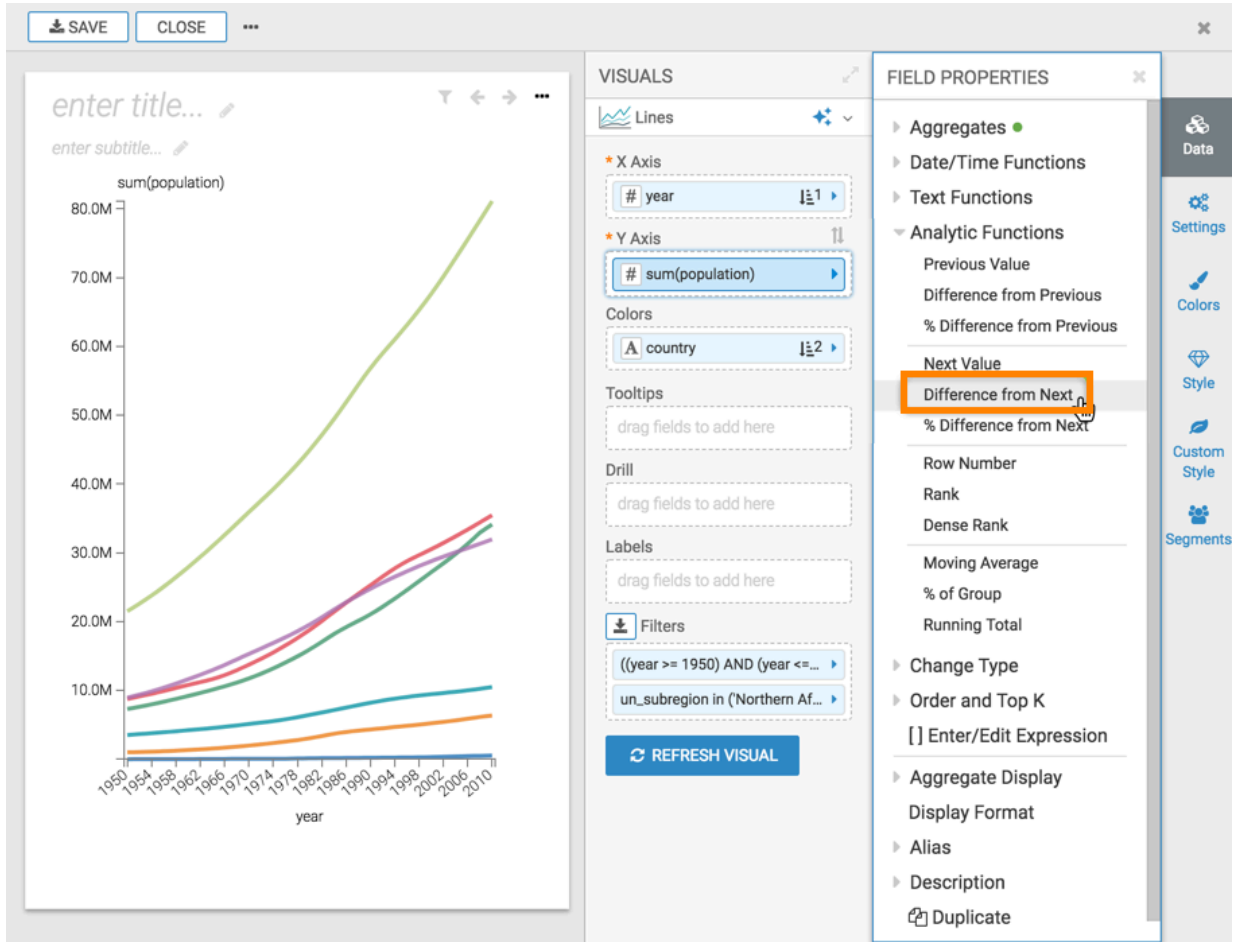 SAVE
CLOSE
enter title...
enter subtitle...
sum(population)
80.0M
70.0M
60.0M
50.0M
40.0M
30.0M
20.0M
10.0M
1950 1954 1958 1962 1966 1970 1974 1978 1982 1986 1990 1994 1998 2002 2006 2010
year
VISUALS
Lines
* X Axis
# year 1
* Y Axis
# sum(population)
Colors
A country 2
Tooltips
drag fields to add here
Drill
drag fields to add here
Labels
drag fields to add here
Filters
((year >= 1950) AND (year <=...
un_subregion in ('Northern Af...
REFRESH VISUAL
FIELD PROPERTIES
Aggregates
Date/Time Functions
Text Functions
Analytic Functions
Previous Value
Difference from Previous
% Difference from Previous
Next Value
Difference from Next
% Difference from Next
Row Number
Rank
Dense Rank
Moving Average
% of Group
Running Total
Change Type
Order and Top K
[ ] Enter/Edit Expression
Aggregate Display
Display Format
Alias
Description
Duplicate
Data
Settings
Colors
Style
Custom
Style
Segments